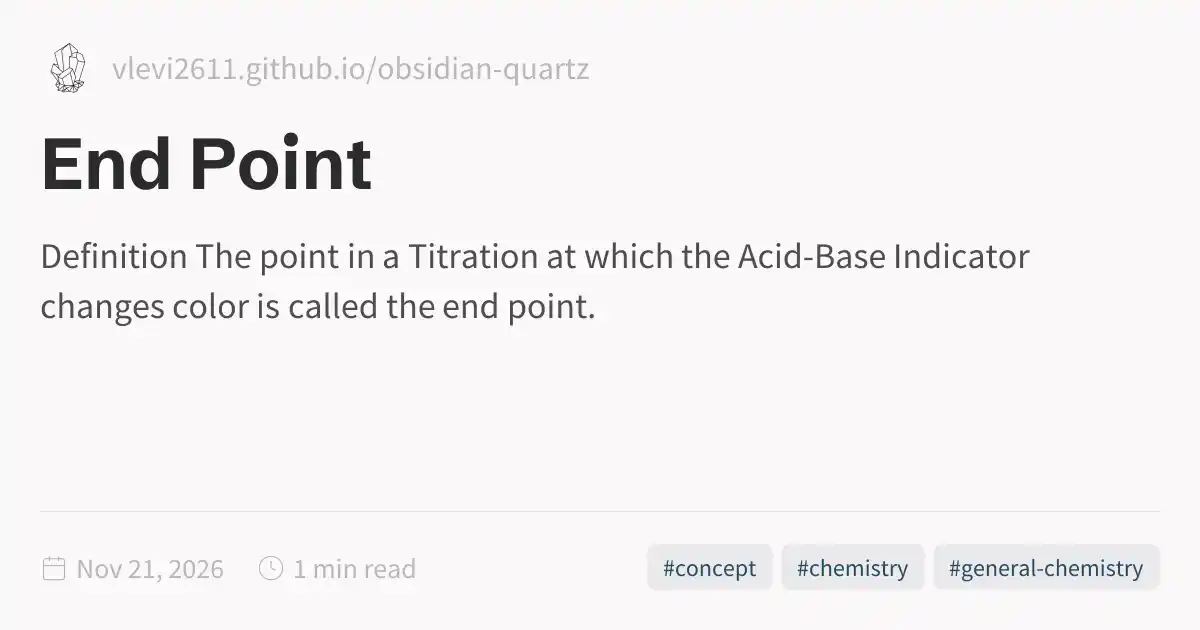 vlevi2611.github.io/obsidian-quartz
End Point
Definition The point in a Titration at which the Acid-Base Indicator
changes color is called the end point.
Nov 21, 2026 1 min read #concept #chemistry #general-chemistry